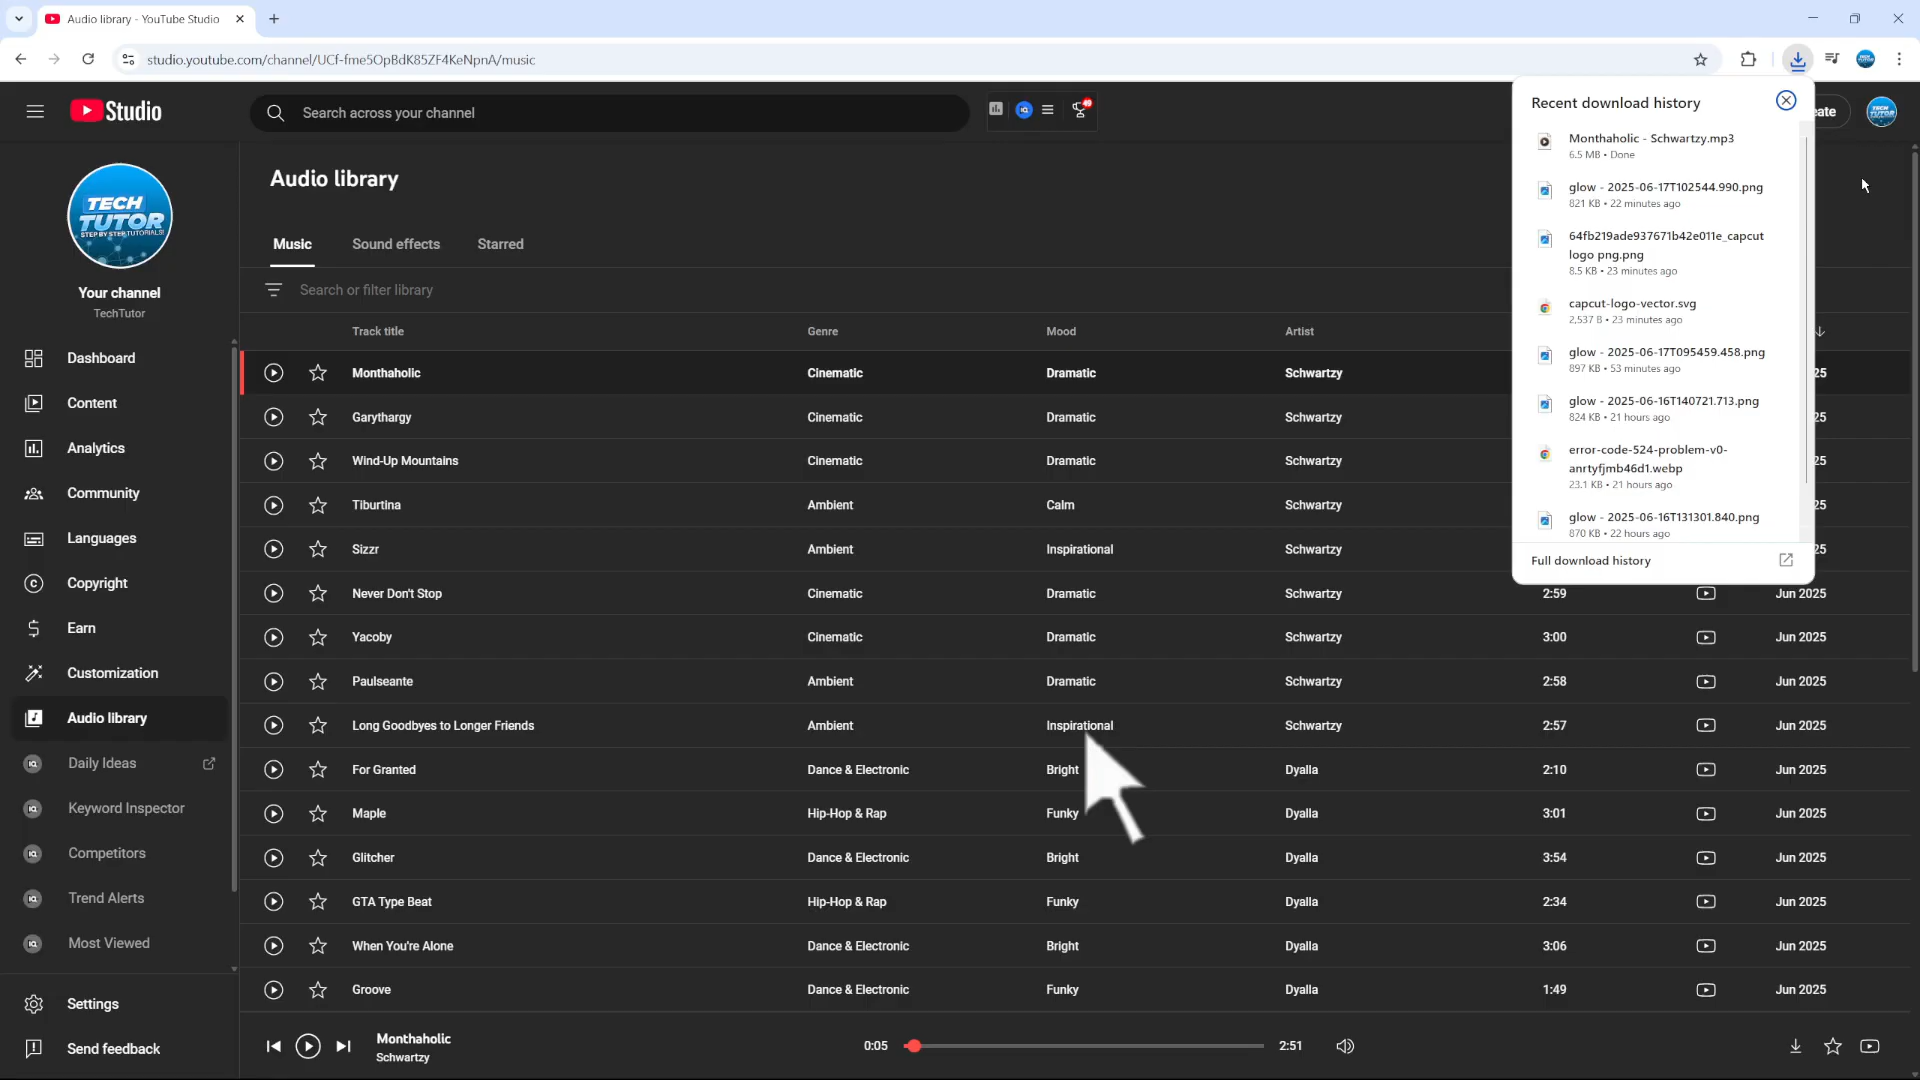 Audio library - YouTube Studio
studio.youtube.com/channel/UCf-fme5OpBdK85ZF4KeNpnA/music
Studio
Search across your channel
49
eate
TECH TUTOR
Recent download history
Monthaholic - Schwartzy.mp3
6.5 MB • Done
glow - 2025-06-17T102544.990.png
821 KB • 22 minutes ago
64fb219ade937671b42e011e_capcut
logo png.png
8.5 KB • 23 minutes ago
capcut-logo-vector.svg
2,537 B • 23 minutes ago
glow - 2025-06-17T095459.458.png
897 KB • 53 minutes ago
glow - 2025-06-16T140721.713.png
824 KB • 21 hours ago
error-code-524-problem-v0-
anrtyfjmb46d1.webp
23.1 KB • 21 hours ago
glow - 2025-06-16T131301.840.png
870 KB • 22 hours ago
Full download history
TECH
TUTOR
STEP BY STEP TUTORIALS!
Your channel
TechTutor
Dashboard
Content
Analytics
Community
Languages
Copyright
Earn
Customization
Audio library
Daily Ideas
Keyword Inspector
Competitors
Trend Alerts
Most Viewed
Settings
Send feedback
Audio library
Music Sound effects Starred
Search or filter library
Track title Genre Mood Artist
Monthaholic Cinematic Dramatic Schwartzy 25
Garythargy Cinematic Dramatic Schwartzy 25
Wind-Up Mountains Cinematic Dramatic Schwartzy 25
Tiburtina Ambient Calm Schwartzy 25
Sizzr Ambient Inspirational Schwartzy 25
Never Don't Stop Cinematic Dramatic Schwartzy 2:59 Jun 2025
Yacoby Cinematic Dramatic Schwartzy 3:00 Jun 2025
Paulseante Ambient Dramatic Schwartzy 2:58 Jun 2025
Long Goodbyes to Longer Friends Ambient Inspirational Schwartzy 2:57 Jun 2025
For Granted Dance & Electronic Bright Dyalla 2:10 Jun 2025
Maple Hip-Hop & Rap Funky Dyalla 3:01 Jun 2025
Glitcher Dance & Electronic Bright Dyalla 3:54 Jun 2025
GTA Type Beat Hip-Hop & Rap Funky Dyalla 2:34 Jun 2025
When You're Alone Dance & Electronic Bright Dyalla 3:06 Jun 2025
Groove Dance & Electronic Funky Dyalla 1:49 Jun 2025
Monthaholic
Schwartzy
0:05 2:51